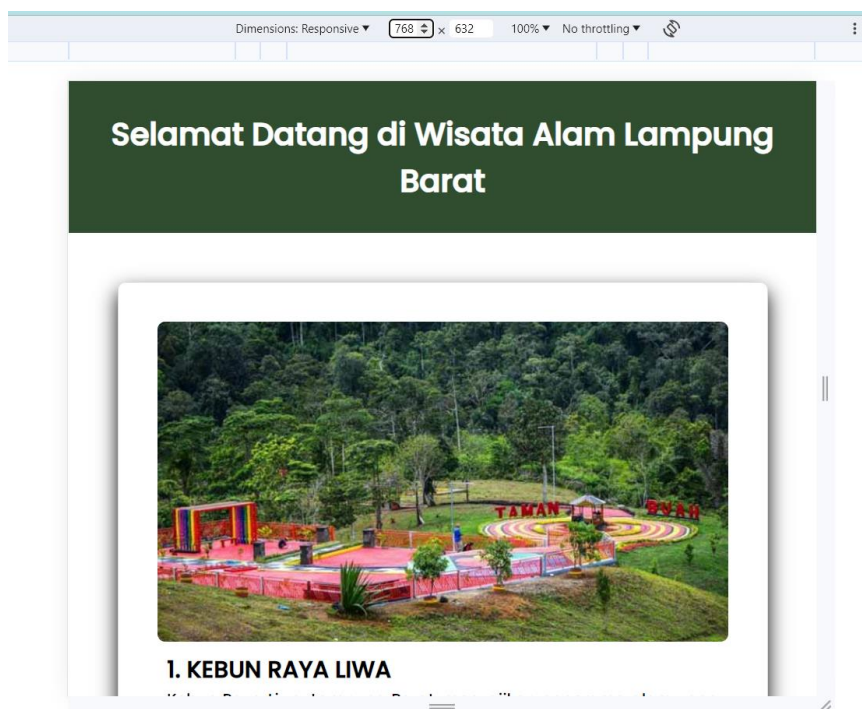 Dimensions: Responsive 768 × 632 100% No throttling
Selamat Datang di Wisata Alam Lampung
Barat
TAMAN BUAH
1. KEBUN RAYA LIWA